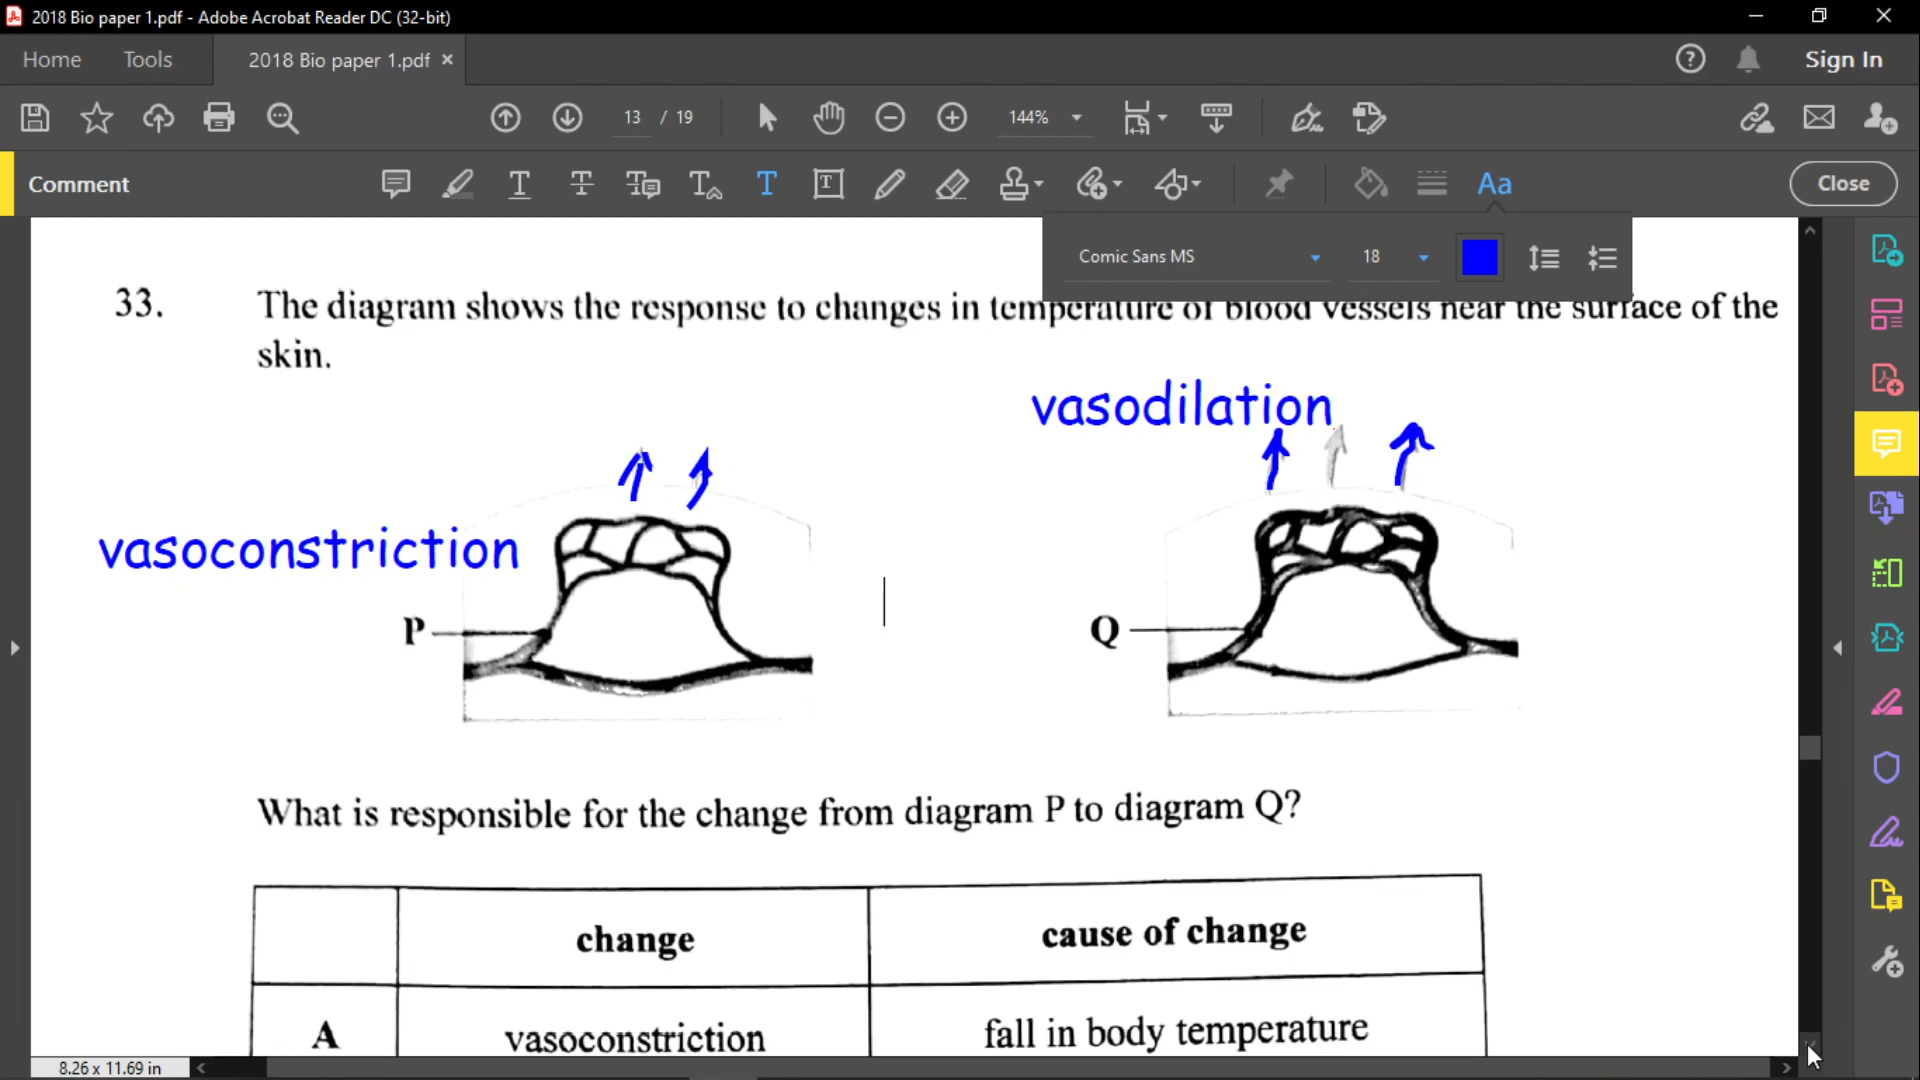 2018 Bio paper 1.pdf - Adobe Acrobat Reader DC (32-bit)
Home Tools 2018 Bio paper 1.pdf × Sign In
13 / 19 144%
Comment Aa Close
Comic Sans MS 18
33. The diagram shows the response to changes in temperature of blood vessels near the surface of the
skin.
vasodilation
vasoconstriction
P Q
What is responsible for the change from diagram P to diagram Q?
change cause of change
A vasoconstriction fall in body temperature
8.26 x 11.69 in